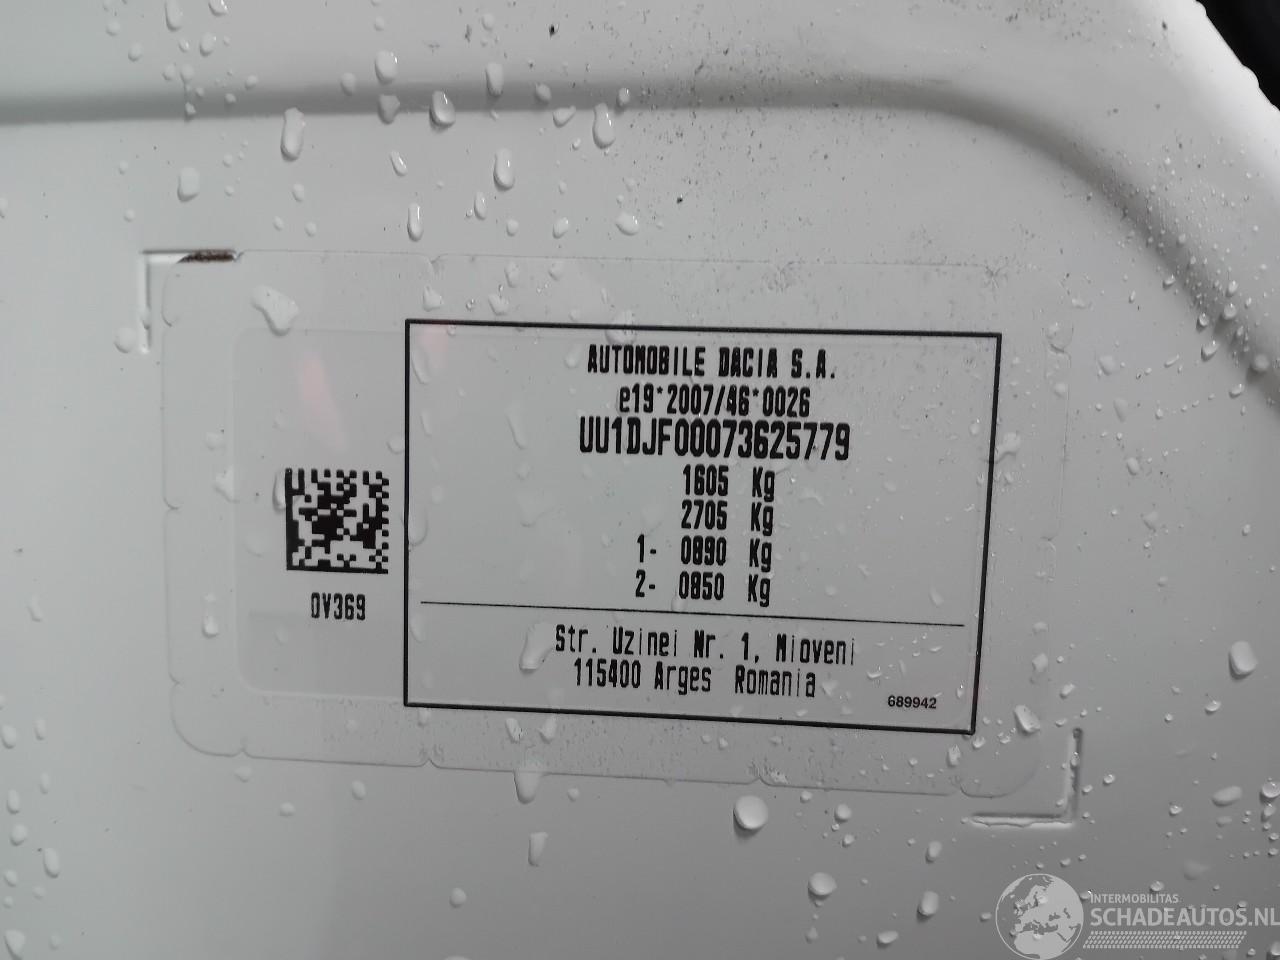 AUTOMOBILE DACIA S.A.
e19*2007/46*0026
UU1DJF00073625779
1605 Kg
2705 Kg
1- 0890 Kg
2- 0850 Kg
0V369
Str. Uzinei Nr. 1, Mioveni
115400 Arges Romania
689942
INTERMOBILITAS
SCHADEAUTOS.NL